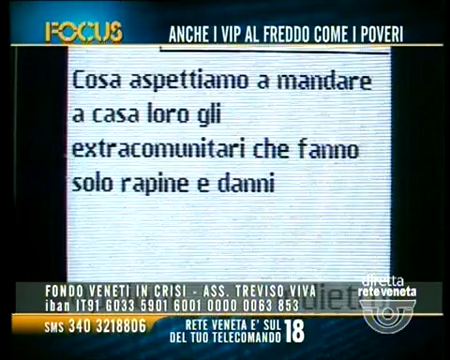 FOCUS
ANCHE I VIP AL FREDDO COME I POVERI
Cosa aspettiamo a mandare
a casa loro gli
extracomunitari che fanno
solo rapine e danni
diretta
reteveneta
FONDO VENETI IN CRISI - ASS. TREVISO VIVA
iban IT91 G033 5901 6001 0000 0063 853
SMS 340 3218806
RETE VENETA E' SUL
DEL TUO TELECOMANDO 18